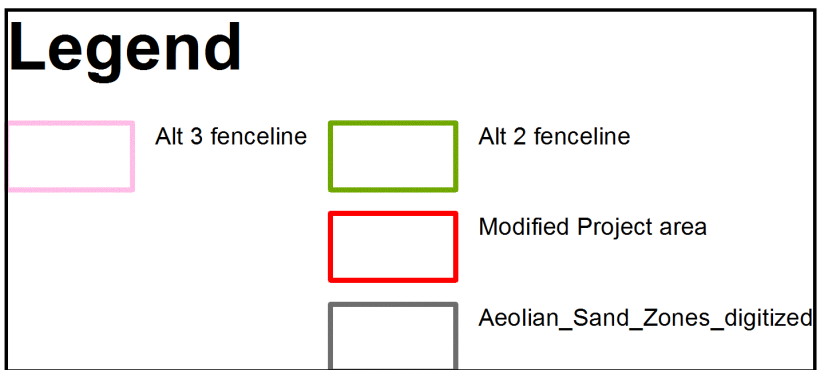 Legend
Alt 3 fenceline
Alt 2 fenceline
Modified Project area
Aeolian_Sand_Zones_digitized